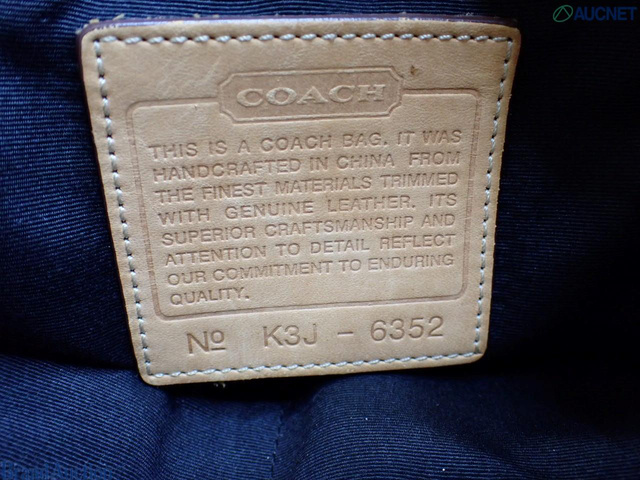 AUCNET
COACH
THIS IS A COACH BAG. IT WAS
HANDCRAFTED IN CHINA FROM
THE FINEST MATERIALS TRIMMED
WITH GENUINE LEATHER. ITS
SUPERIOR CRAFTSMANSHIP AND
ATTENTION TO DETAIL REFLECT
OUR COMMITMENT TO ENDURING
QUALITY.
Nº K3J - 6352